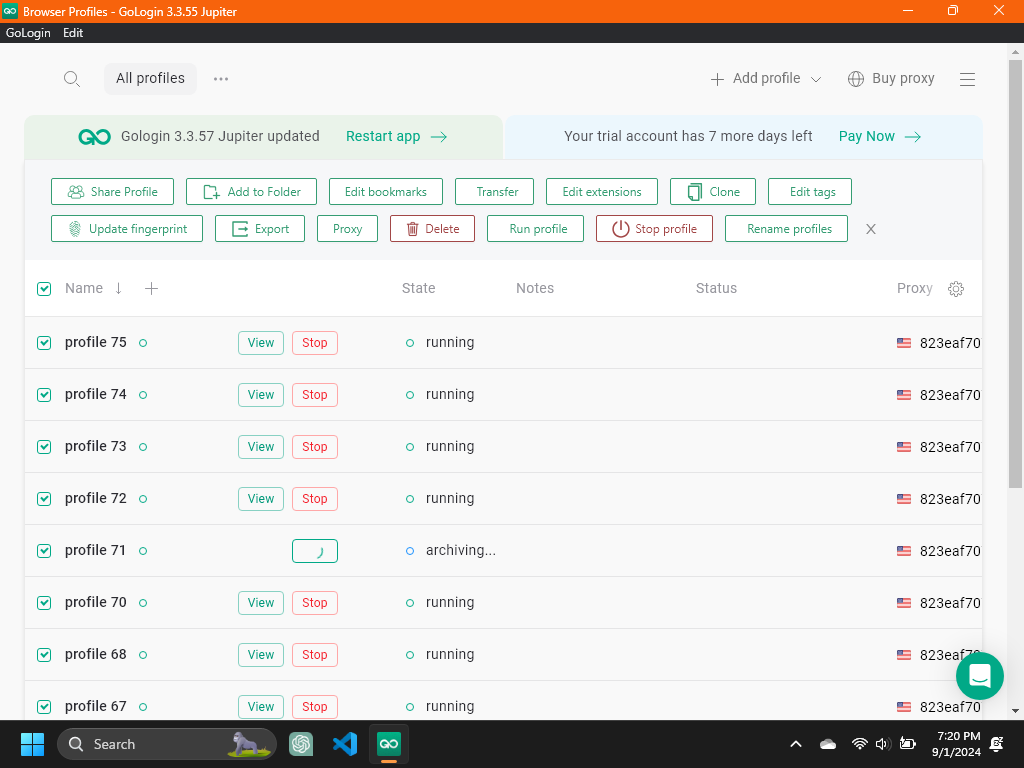 Browser Profiles - GoLogin 3.3.55 Jupiter
GoLogin Edit
All profiles
Add profile
Buy proxy
Gologin 3.3.57 Jupiter updated Restart app
Your trial account has 7 more days left Pay Now
Share Profile Add to Folder Edit bookmarks Transfer Edit extensions Clone Edit tags
Update fingerprint Export Proxy Delete Run profile Stop profile Rename profiles X
Name State Notes Status Proxy
profile 75 View Stop running 823eaf70
profile 74 View Stop running 823eaf70
profile 73 View Stop running 823eaf70
profile 72 View Stop running 823eaf70
profile 71 archiving... 823eaf70
profile 70 View Stop running 823eaf70
profile 68 View Stop running 823eaf70
profile 67 View Stop running 823eaf70
Search
7:20 PM
9/1/2024